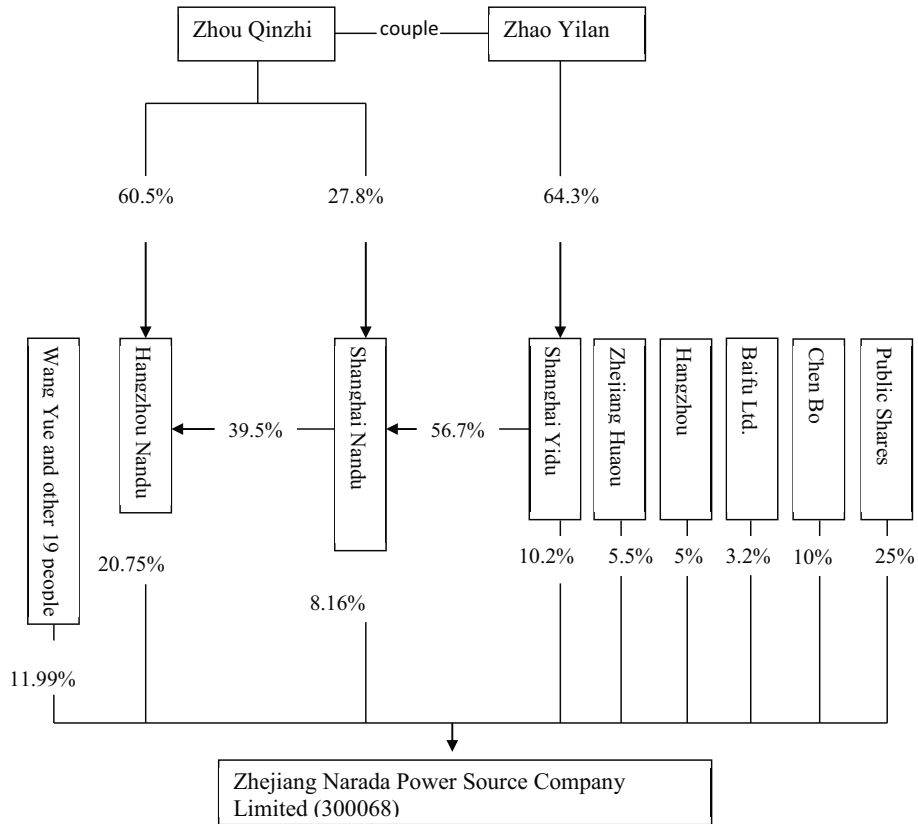 Zhou Qinzhi
couple
Zhao Yilan
60.5%
27.8%
64.3%
Wang Yue and other 19 people
Hangzhou Nandu
Shanghai Nandu
Shanghai Yidu
Zhejiang Huaou
Hangzhou
Baifu Ltd.
Chen Bo
Public Shares
39.5%
56.7%
20.75%
8.16%
10.2%
5.5%
5%
3.2%
10%
25%
11.99%
Zhejiang Narada Power Source Company
Limited (300068)